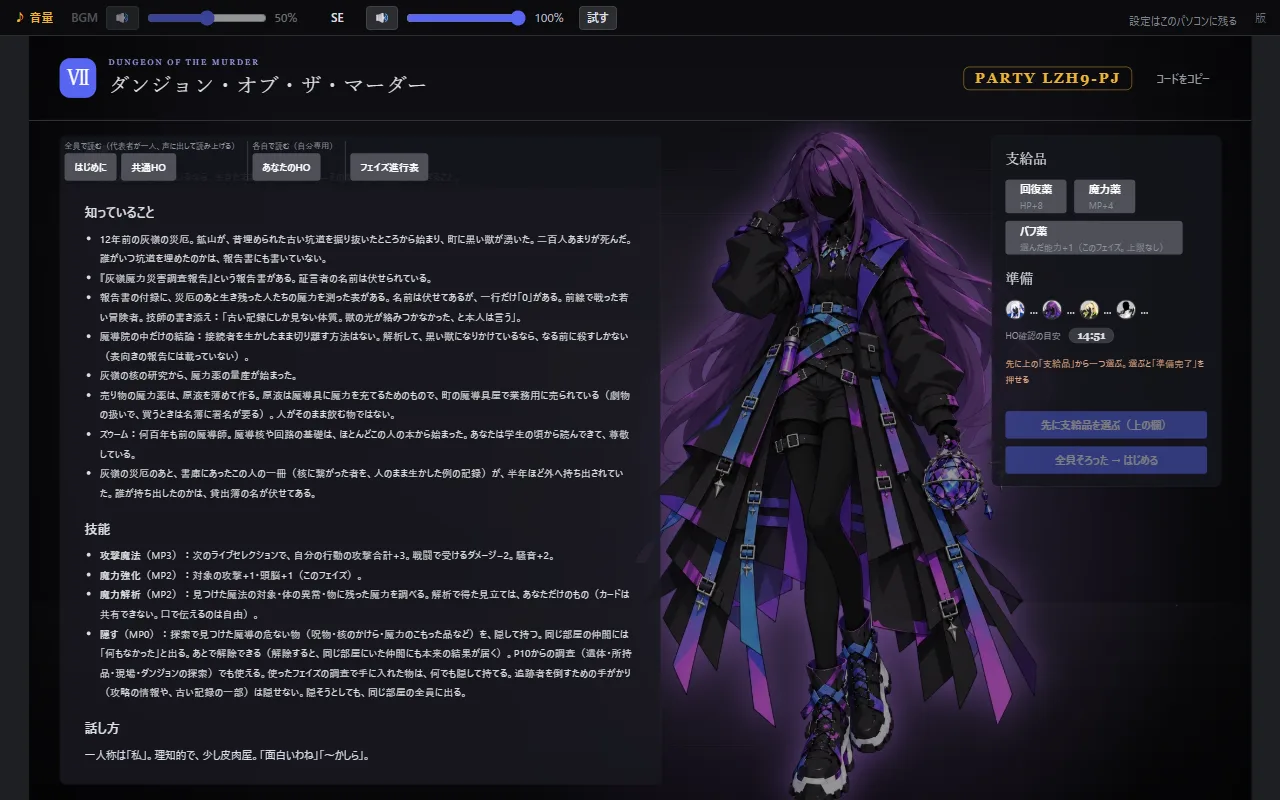 ♪ 音量 BGM 50% SE 100% 試す 設定はこのパソコンに残る 版
Ⅶ
DUNGEON OF THE MURDER
ダンジョン・オブ・ザ・マーダー
PARTY LZH9-PJ コードをコピー
全員で読む（代表者が一人、声に出して読み上げる） 各自で読む（自分専用）
はじめに 共通HO あなたのHO フェイズ進行表
知っていること
• 12年前の灰嶺の災厄。鉱山が、昔埋められた古い坑道を掘り抜いたところから始まり、町に黒い獣が湧いた。二百人あまりが死んだ。
誰がいつ坑道を埋めたのかは、報告書にも書いていない。
• 『灰嶺魔力災害調査報告』という報告書がある。証言者の名前は伏せられている。
• 報告書の付録に、災厄のあと生き残った人たちの魔力を測った表がある。名前は伏せてあるが、一行だけ「0」がある。前線で戦った若
い冒険者。技師の書き添え：「古い記録にしか見ない体質。獣の光が絡みつかなかった、と本人は言う」。
• 魔導院の中だけの結論：接続者を生かしたまま切り離す方法はない。解析して、黒い獣になりかけているなら、なる前に殺すしかない
（表向きの報告には載っていない）。
• 灰嶺の核の研究から、魔力薬の量産が始まった。
• 売り物の魔力薬は、原液を薄めて作る。原液は魔導具に魔力を充てるためのもので、町の魔導具屋で業務用に売られている（劇物
の扱いで、買うときは名簿に署名が要る）。人がそのまま飲む物ではない。
• ズゥーム：何百年も前の魔導師。魔導核や回路の基礎は、ほとんどこの人の本から始まった。あなたは学生の頃から読んできて、尊敬
している。
• 灰嶺の災厄のあと、書庫にあったこの人の一冊（核に繋がった者を、人のまま生かした例の記録）が、半年ほど外へ持ち出されてい
た。誰が持ち出したのかは、貸出簿の名が伏せてある。
技能
• 攻撃魔法（MP3）：次のライブセレクションで、自分の行動の攻撃合計+3。戦闘で受けるダメージ−2。騒音+2。
• 魔力強化（MP2）：対象の攻撃+1・頭脳+1（このフェイズ）。
• 魔力解析（MP2）：見つけた魔法の対象・体の異常・物に残った魔力を調べる。解析で得た見立ては、あなただけのもの（カードは
共有できない。口で伝えるのは自由）。
• 隠す（MP0）：探索で見つけた魔導の危ない物（呪物・核のかけら・魔力のこもった品など）を、隠して持つ。同じ部屋の仲間には
「何もなかった」と出る。あとで解除できる（解除すると、同じ部屋にいた仲間にも本来の結果が届く）。P10からの調査（遺体・所持
品・現場・ダンジョンの探索）でも使える。使ったフェイズの調査で手に入れた物は、何でも隠して持てる。追跡者を倒すための手がかり
（攻略の情報や、古い記録の一部）は隠せない。隠そうとしても、同じ部屋の全員に出る。
話し方
一人称は「私」。理知的で、少し皮肉屋。「面白いわね」「〜かしら」。
支給品
回復薬
HP+8
魔力薬
MP+4
バフ薬
選んだ能力+1（このフェイズ。上限なし）
準備
... ... ... ...
HO確認の目安 14:51
先に上の「支給品」から一つ選ぶ。選ぶと「準備完了」を
押せる
先に支給品を選ぶ（上の欄）
全員そろった → はじめる